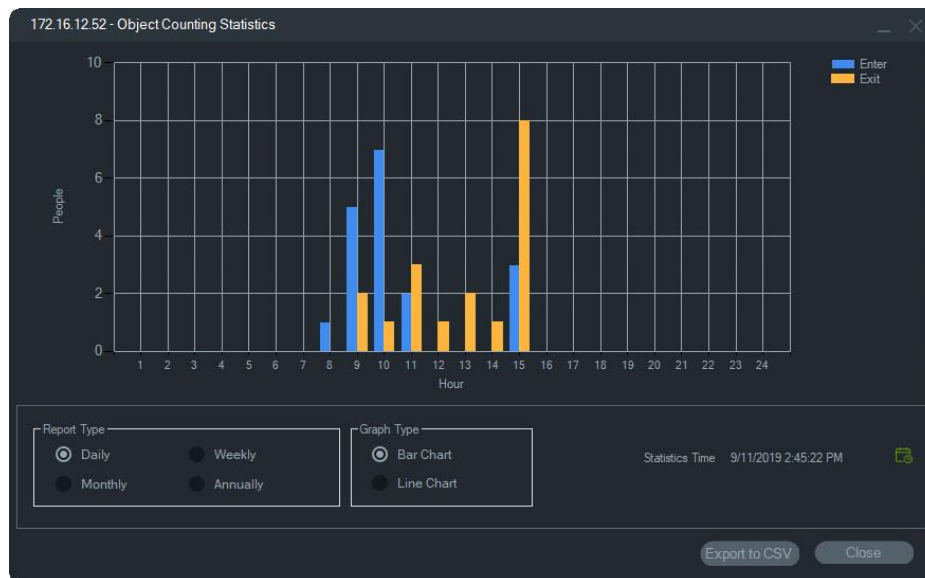 172.16.12.52 - Object Counting Statistics
10
8
6
4
2
0
People
1 2 3 4 5 6 7 8 9 10 11 12 13 14 15 16 17 18 19 20 21 22 23 24
Hour
Enter
Exit
Report Type
Daily Weekly
Monthly Annually
Graph Type
Bar Chart
Line Chart
Statistics Time 9/11/2019 2:45:22 PM
Export to CSV Close